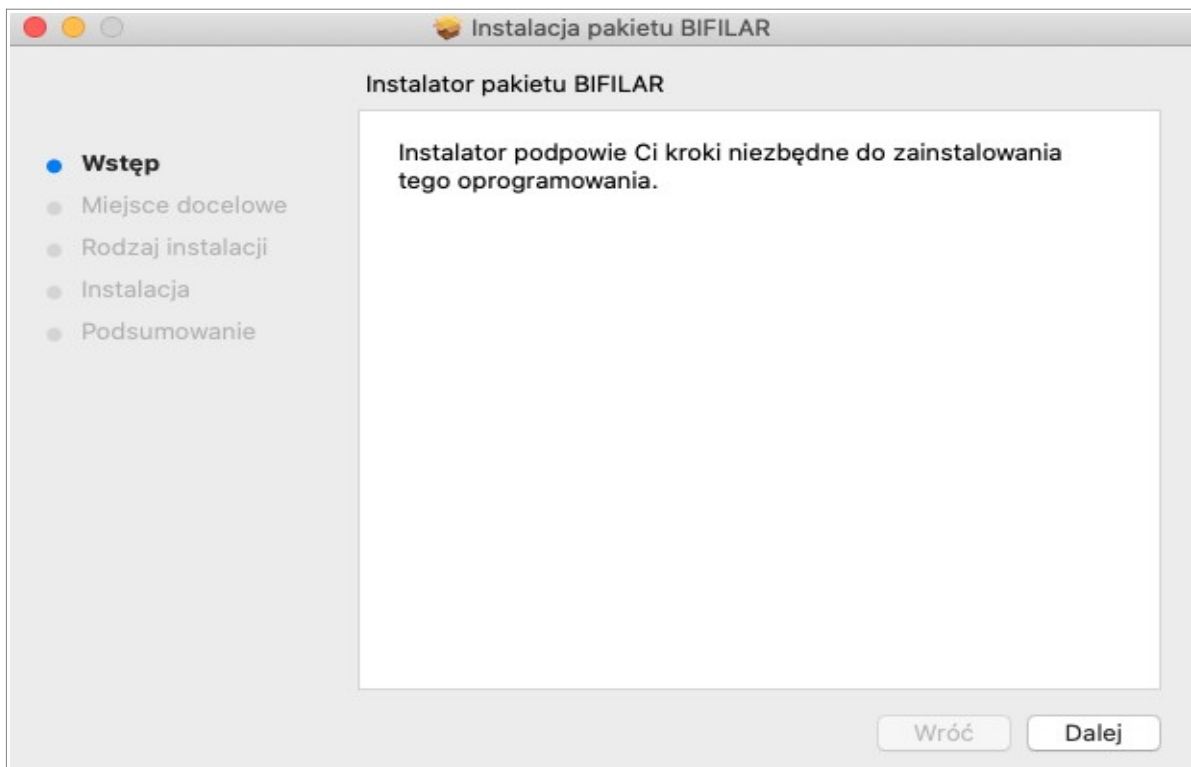 Instalacja pakietu BIFILAR
Instalator pakietu BIFILAR
Wstęp
Miejsce docelowe
Rodzaj instalacji
Instalacja
Podsumowanie
Instalator podpowie Ci kroki niezbędne do zainstalowania
tego oprogramowania.
Wróć
Dalej